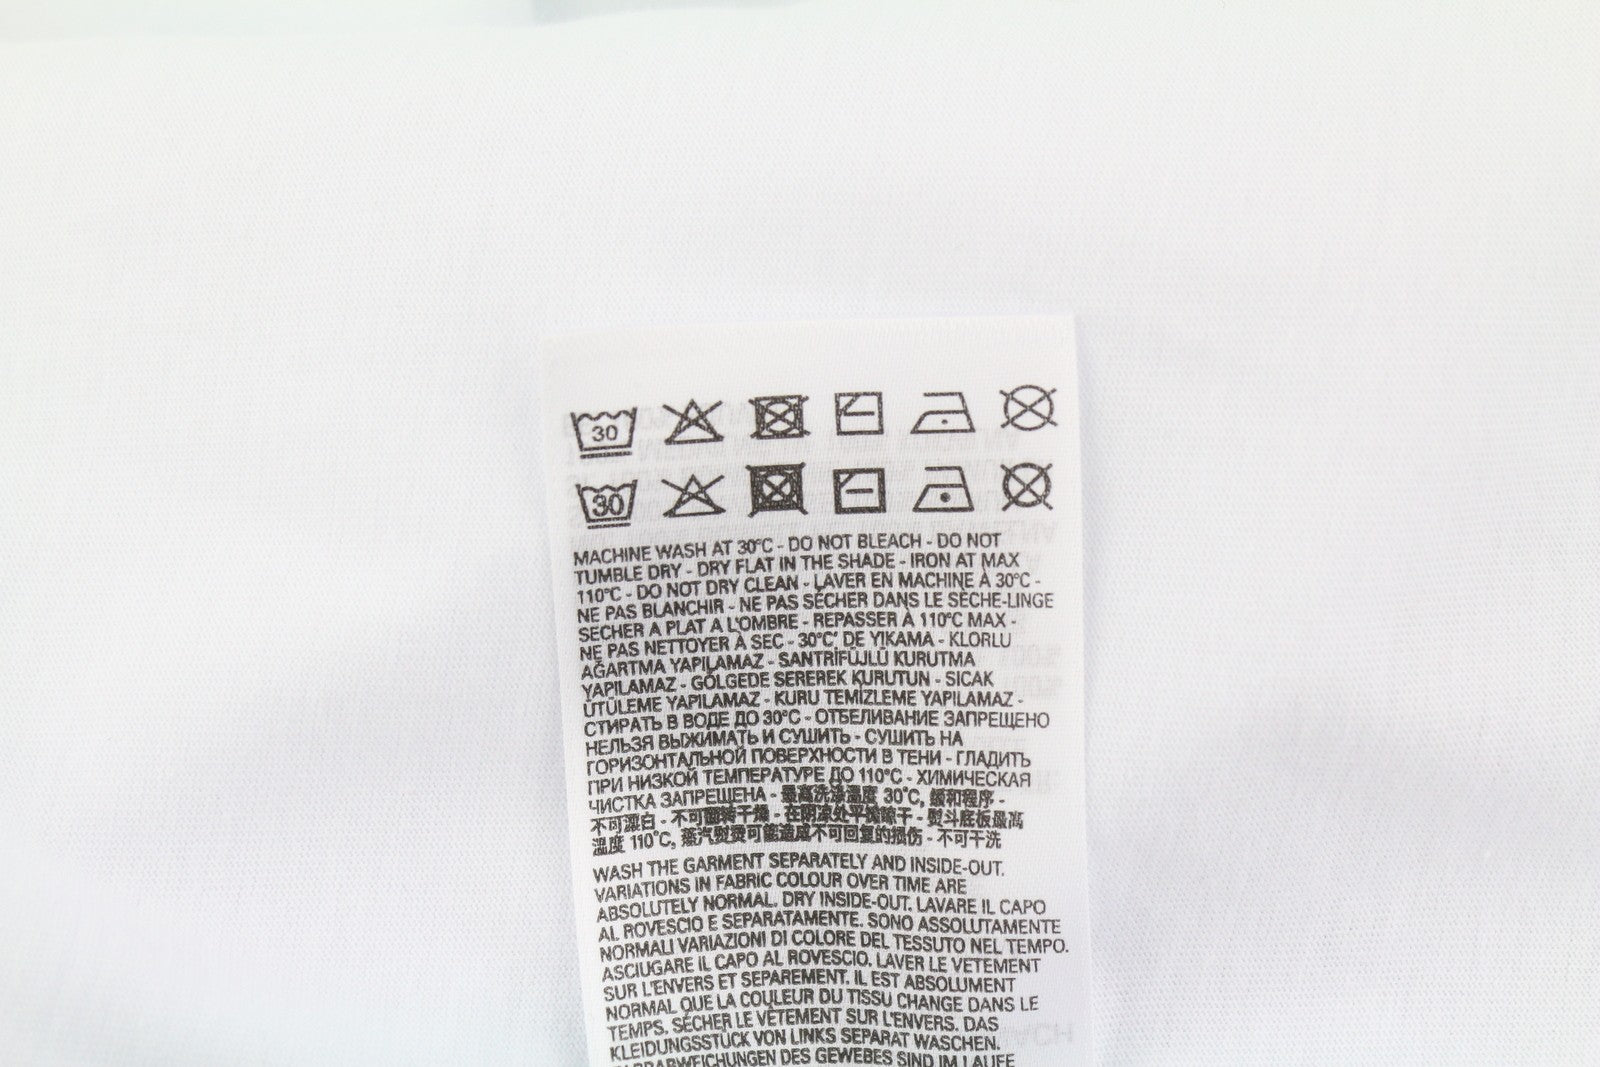 30
30
MACHINE WASH AT 30°C - DO NOT BLEACH - DO NOT
TUMBLE DRY - DRY FLAT IN THE SHADE - IRON AT MAX
110°C - DO NOT DRY CLEAN - LAVER EN MACHINE À 30°C -
NE PAS BLANCHIR - NE PAS SÉCHER DANS LE SÈCHE-LINGE
SECHER A PLAT A L'OMBRE - REPASSER À 110°C MAX -
NE PAS NETTOYER À SEC - 30°C' DE YIKAMA - KLORLU
AĞARTMA YAPILAMAZ - SANTRİFÜJLÜ KURUTMA
YAPILAMAZ - GÖLGEDE SEREREK KURUTUN - SICAK
ÜTÜLEME YAPILAMAZ - KURU TEMİZLEME YAPILAMAZ -
СТИРАТЬ В ВОДЕ ДО 30°C - ОТБЕЛИВАНИЕ ЗАПРЕЩЕНО
НЕЛЬЗЯ ВЫЖИМАТЬ И СУШИТЬ - СУШИТЬ НА
ГОРИЗОНТАЛЬНОЙ ПОВЕРХНОСТИ В ТЕНИ - ГЛАДИТЬ
ПРИ НИЗКОЙ ТЕМПЕРАТУРЕ ДО 110°C - ХИМИЧЕСКАЯ
ЧИСТКА ЗАПРЕЩЕНА - 最高洗涤温度 30°C, 缓和程序 -
不可漂白 - 不可翻转干燥 - 在阴凉处平摊晾干 - 熨斗底板最高
温度 110°C, 蒸汽熨烫可能造成不可回复的损伤 - 不可干洗
WASH THE GARMENT SEPARATELY AND INSIDE-OUT.
VARIATIONS IN FABRIC COLOUR OVER TIME ARE
ABSOLUTELY NORMAL. DRY INSIDE-OUT. LAVARE IL CAPO
AL ROVESCIO E SEPARATAMENTE. SONO ASSOLUTAMENTE
NORMALI VARIAZIONI DI COLORE DEL TESSUTO NEL TEMPO.
ASCIUGARE IL CAPO AL ROVESCIO. LAVER LE VETEMENT
SUR L'ENVERS ET SEPAREMENT. IL EST ABSOLUMENT
NORMAL QUE LA COULEUR DU TISSU CHANGE DANS LE
TEMPS. SÉCHER LE VÊTEMENT SUR L'ENVERS. DAS
KLEIDUNGSSTÜCK VON LINKS SEPARAT WASCHEN.
DES GEWEBES SIND IM LAUFE